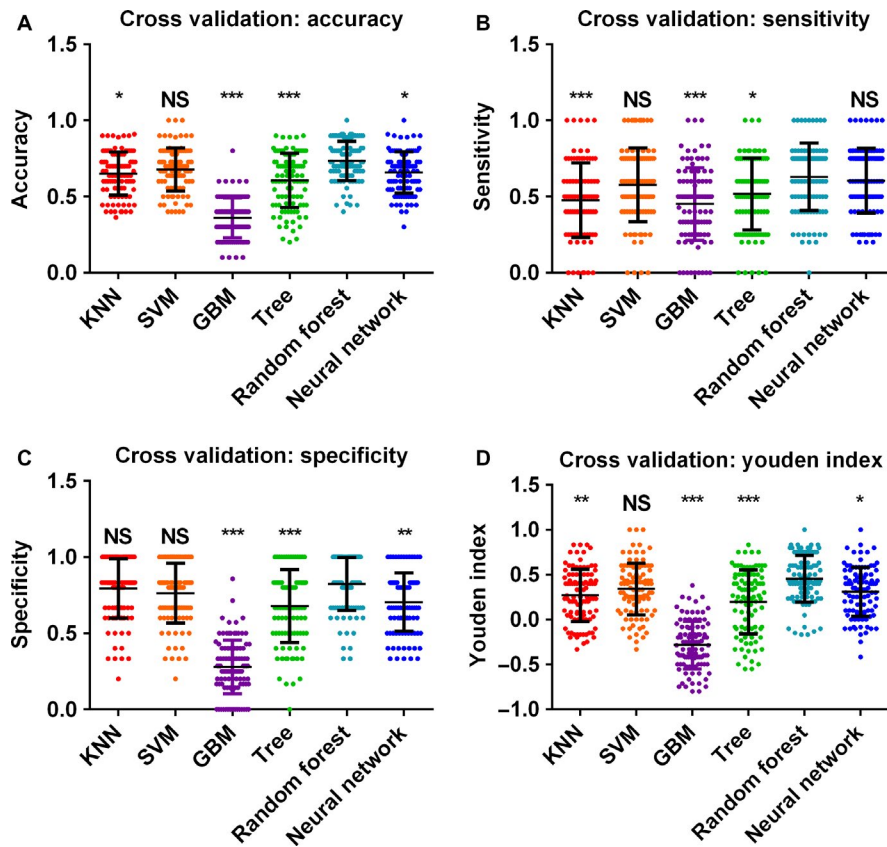 A
Cross validation: accuracy
Accuracy
1.5
1.0
0.5
0.0
* NS *** *** *
KNN
SVM
GBM
Tree
Random forest
Neural network
B
Cross validation: sensitivity
Sensitivity
1.5
1.0
0.5
0.0
*** NS *** * NS
KNN
SVM
GBM
Tree
Random forest
Neural network
C
Cross validation: specificity
Specificity
1.5
1.0
0.5
0.0
NS NS *** *** **
KNN
SVM
GBM
Tree
Random forest
Neural network
D
Cross validation: youden index
Youden index
1.5
1.0
0.5
0.0
–0.5
–1.0
** NS *** *** *
KNN
SVM
GBM
Tree
Random forest
Neural network